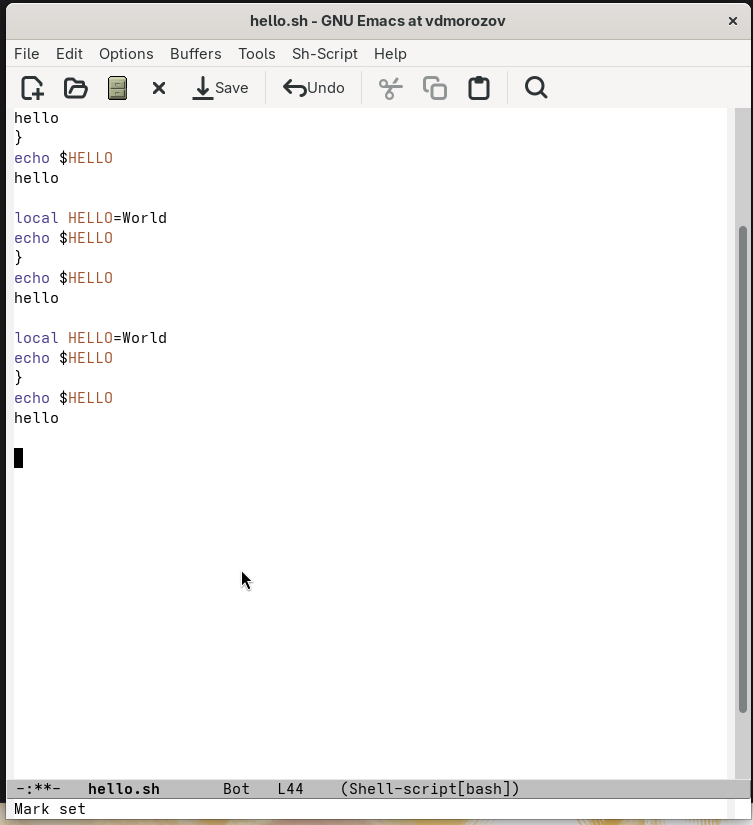 hello.sh - GNU Emacs at vdmorozov
File Edit Options Buffers Tools Sh-Script Help
Save Undo
hello
}
echo $HELLO
hello
local HELLO=World
echo $HELLO
}
echo $HELLO
hello
local HELLO=World
echo $HELLO
}
echo $HELLO
hello
-:**- hello.sh Bot L44 (Shell-script[bash])
Mark set